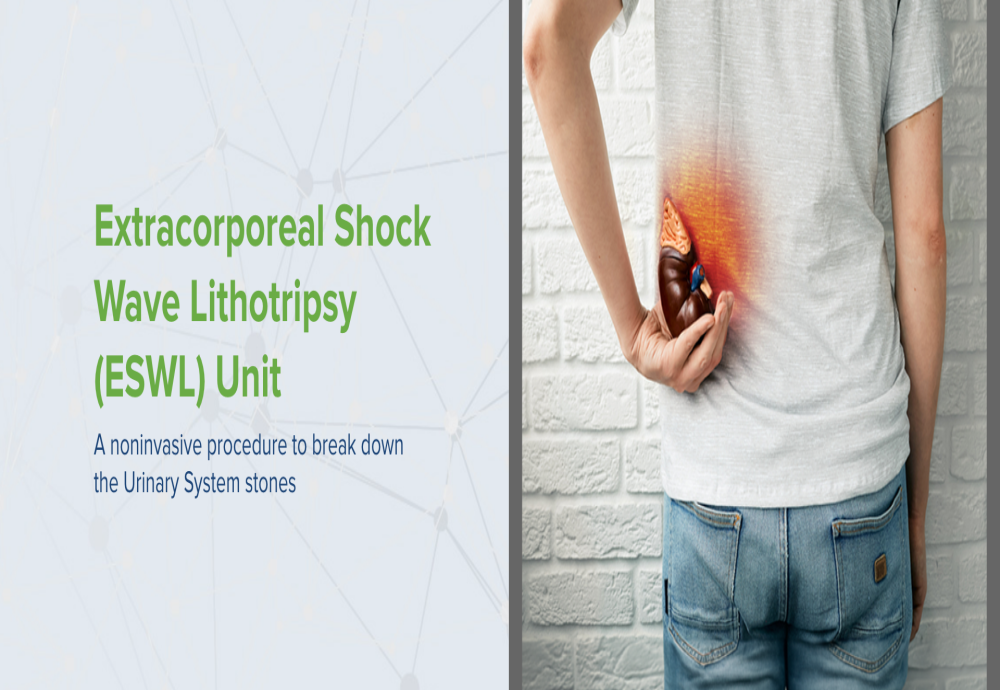 Extracorporeal Shock
Wave Lithotripsy
(ESWL) Unit
A noninvasive procedure to break down
the Urinary System stones